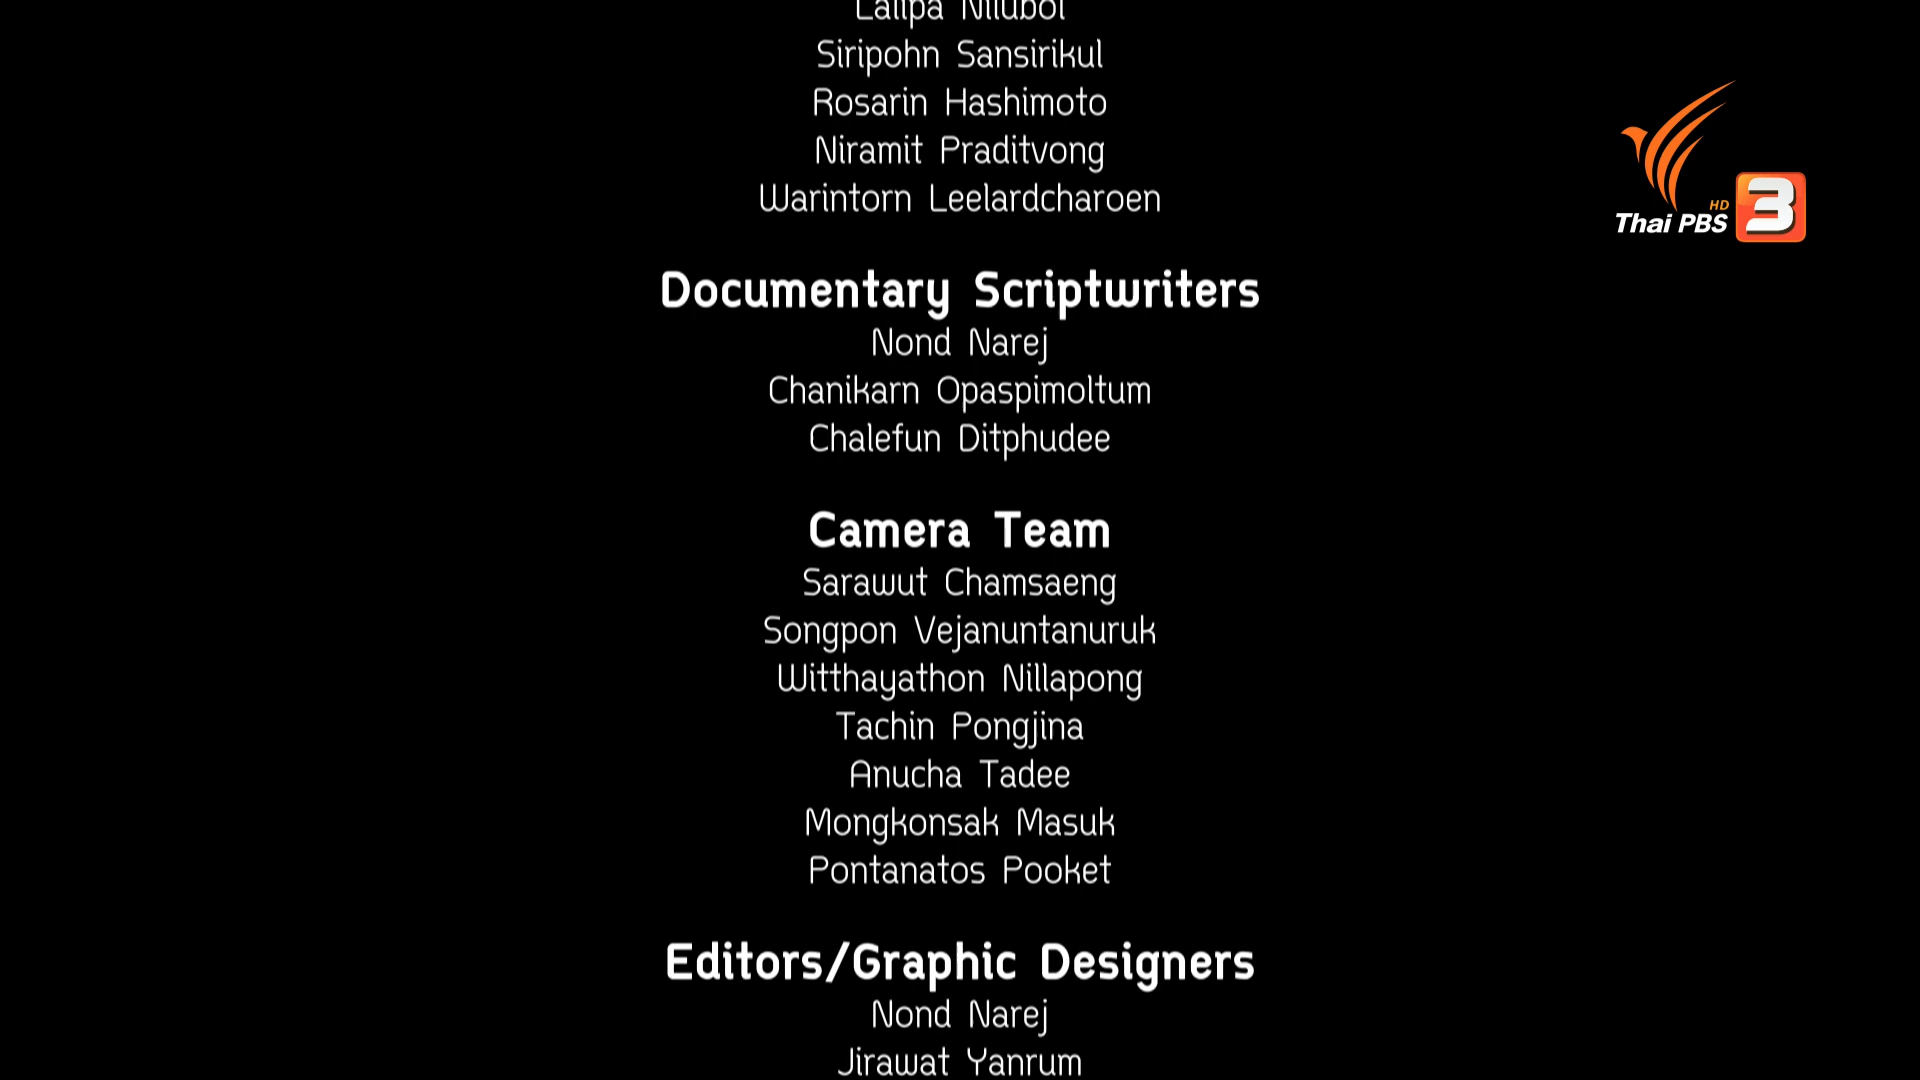 Lalipa Nilubol
Siripohn Sansirikul
Rosarin Hashimoto
Niramit Praditvong
Warintorn Leelardcharoen
HD
Thai PBS 3
Documentary Scriptwriters
Nond Narej
Chanikarn Opaspimoltum
Chalefun Ditphudee
Camera Team
Sarawut Chamsaeng
Songpon Vejanuntanuruk
Witthayathon Nillapong
Tachin Pongjina
Anucha Tadee
Mongkonsak Masuk
Pontanatos Pooket
Editors/Graphic Designers
Nond Narej
Jirawat Yanrum